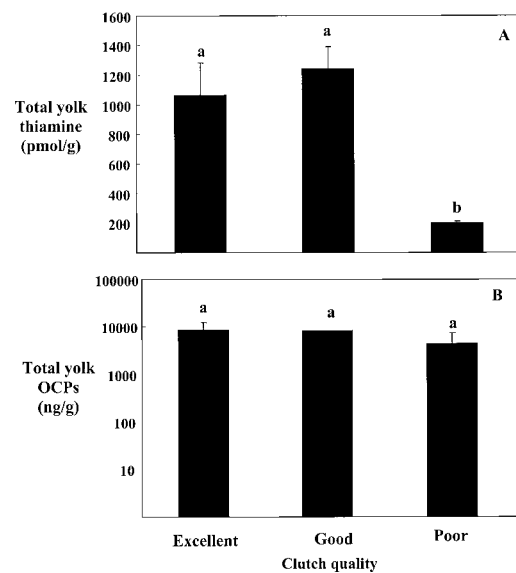 1600
A
1400
a
a
1200
Total yolk
thiamine
(pmol/g)
1000
800
600
400
b
200
100000
B
a
a
a
10000
Total yolk
OCPs
(ng/g)
1000
100
10
Excellent
Good
Poor
Clutch quality